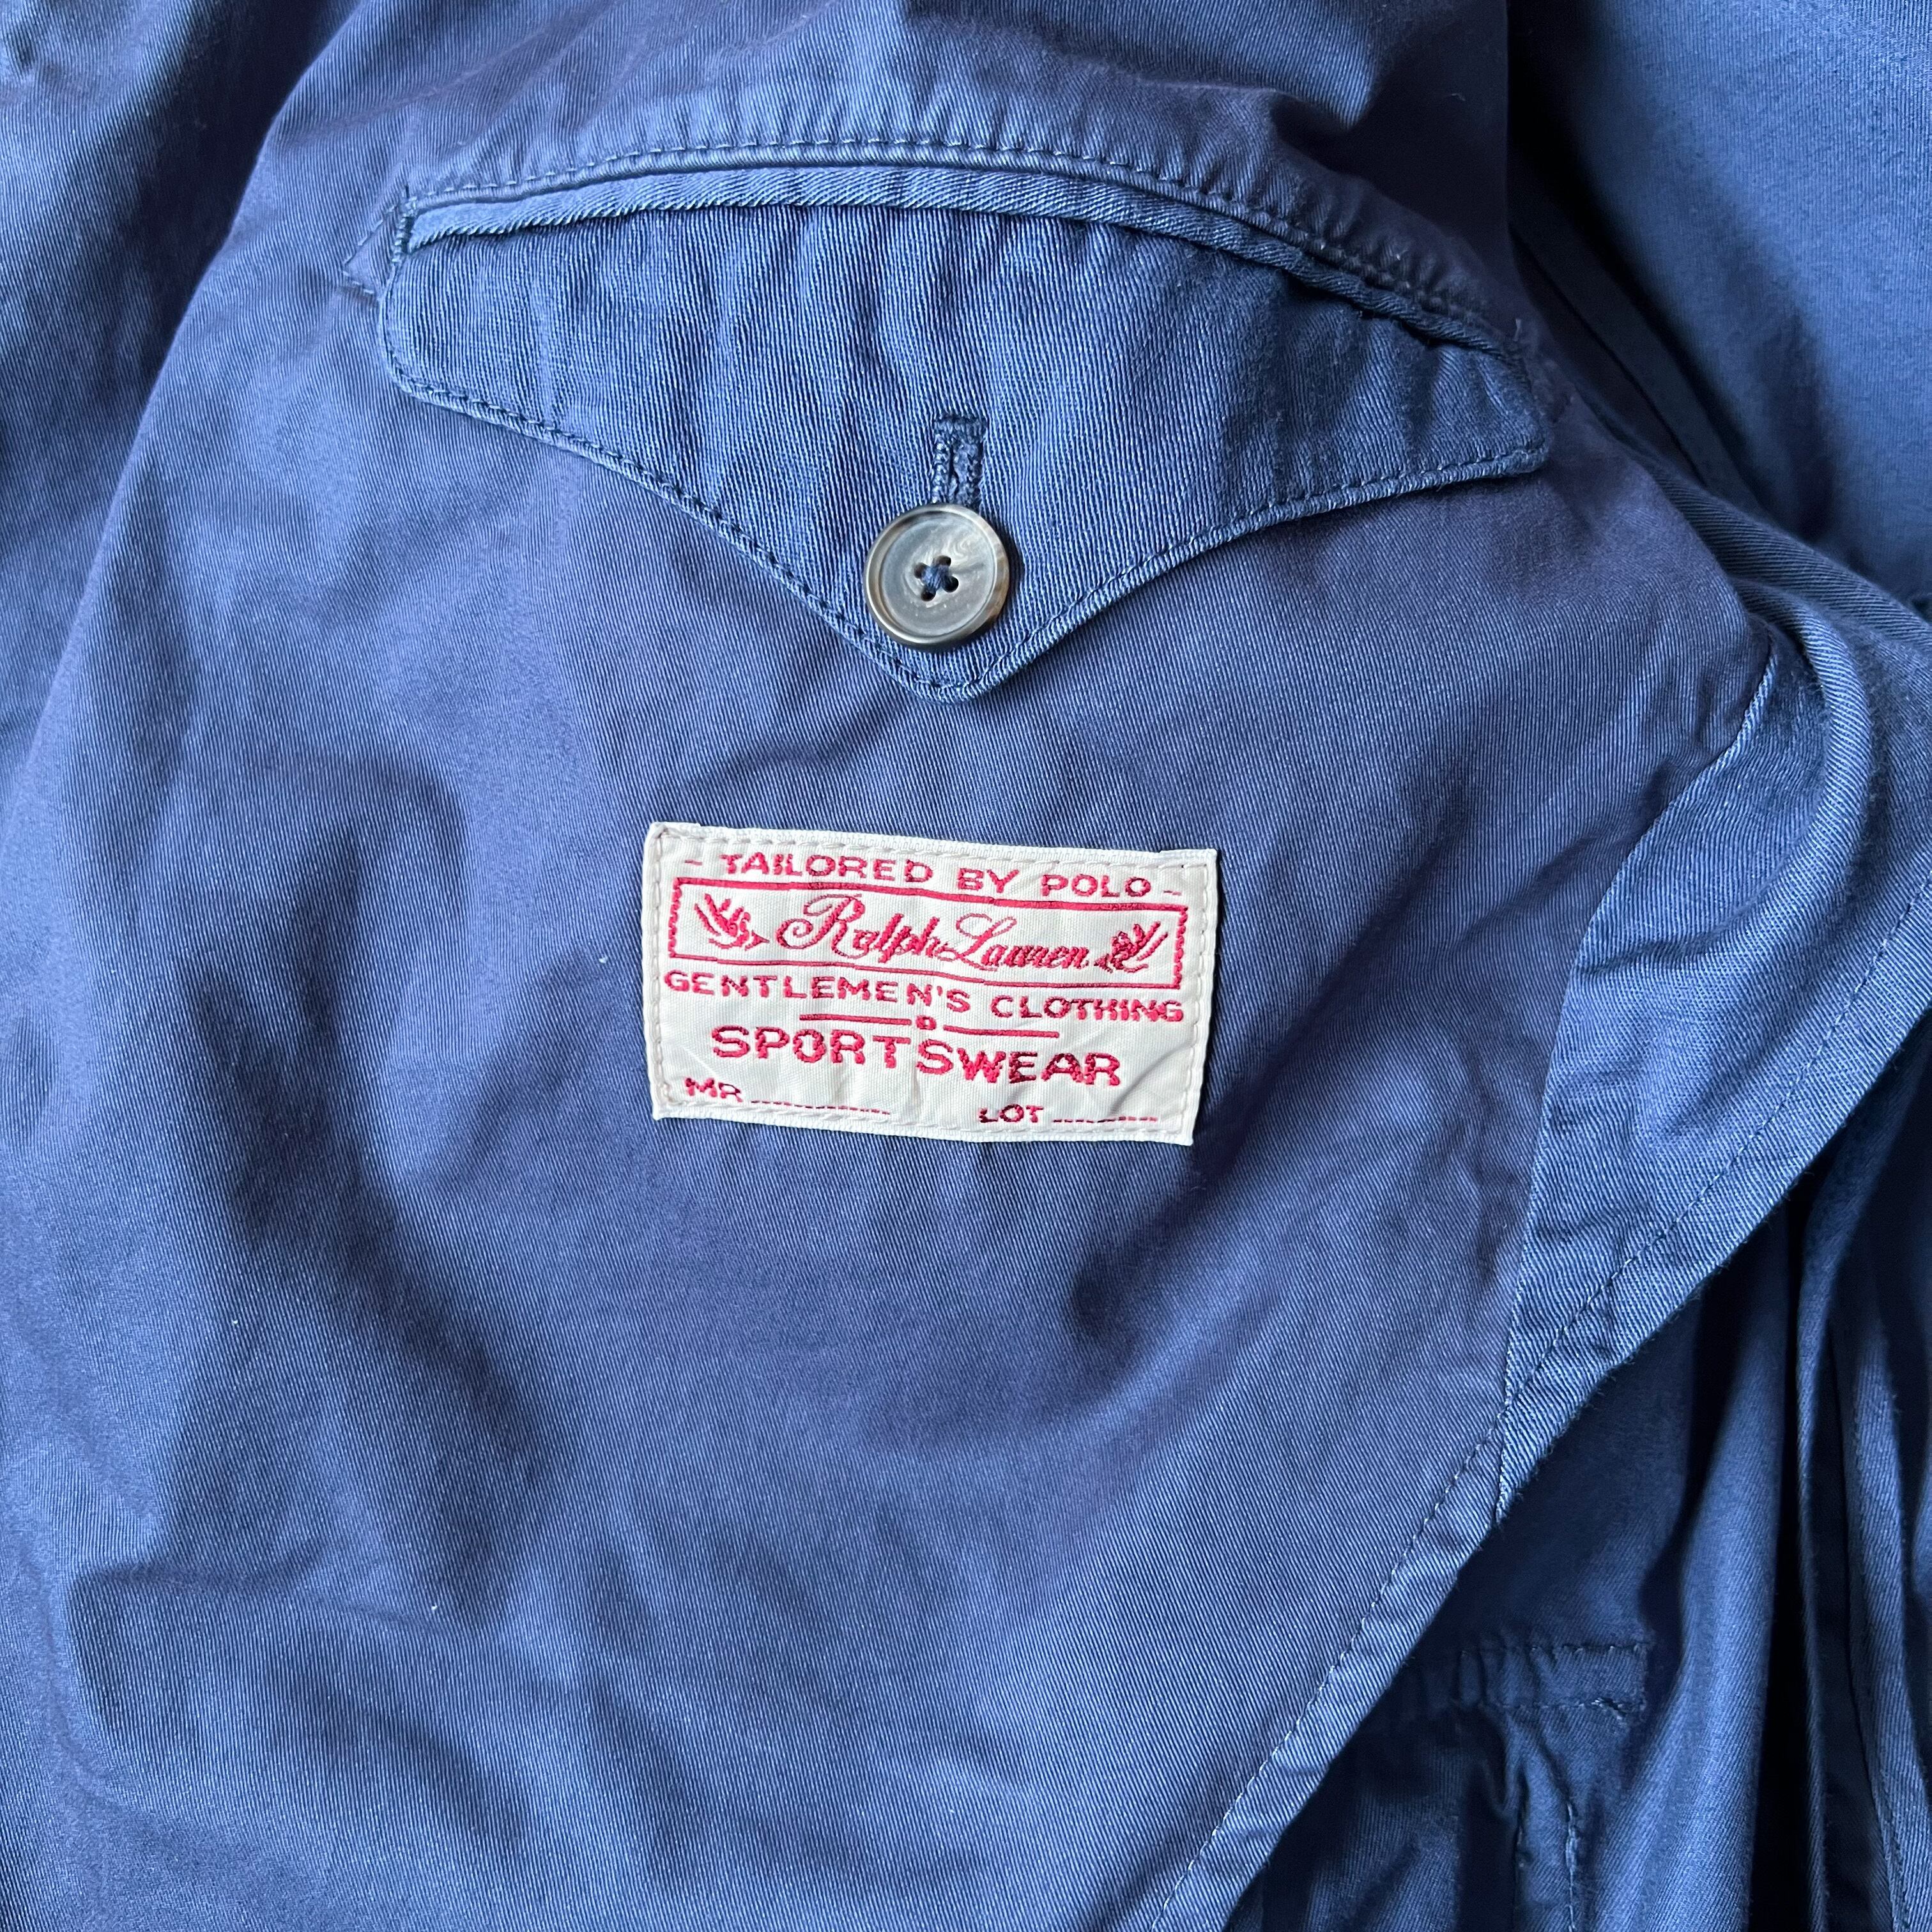 - TAILORED BY POLO -
Ralph Lauren
GENTLEMEN'S CLOTHING
SPORTSWEAR
MR ............ LOT ............